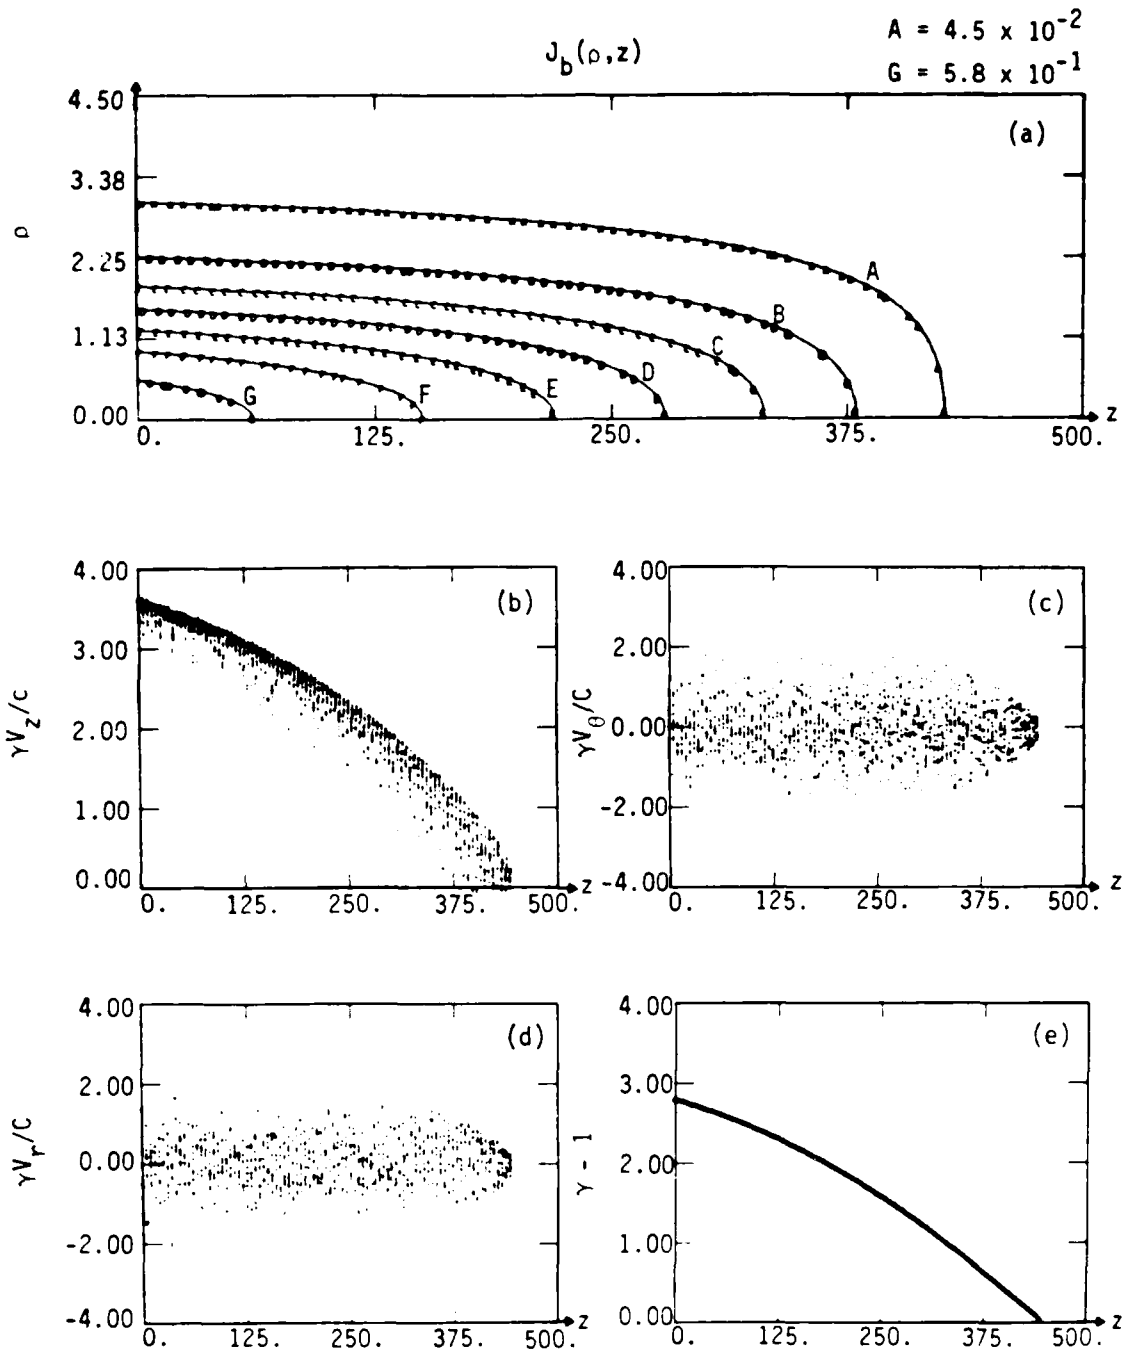 A = 4.5 x 10⁻²
J_b(ρ,z)
G = 5.8 x 10⁻¹
4.50
(a)
3.38
ρ
2.25
A
B
1.13
C
D
G
F
E
0.00
z
0.
125.
250.
375.
500.
4.00
(b)
3.00
γV_z/c
2.00
1.00
0.00
z
0.
125.
250.
375.
500.
4.00
(c)
2.00
γV_θ/C
0.00
-2.00
-4.00
z
0.
125.
250.
375.
500.
4.00
(d)
2.00
γV_r/C
0.00
-2.00
-4.00
z
0.
125.
250.
375.
500.
4.00
(e)
3.00
γ - 1
2.00
1.00
0.00
z
0.
125.
250.
375.
500.